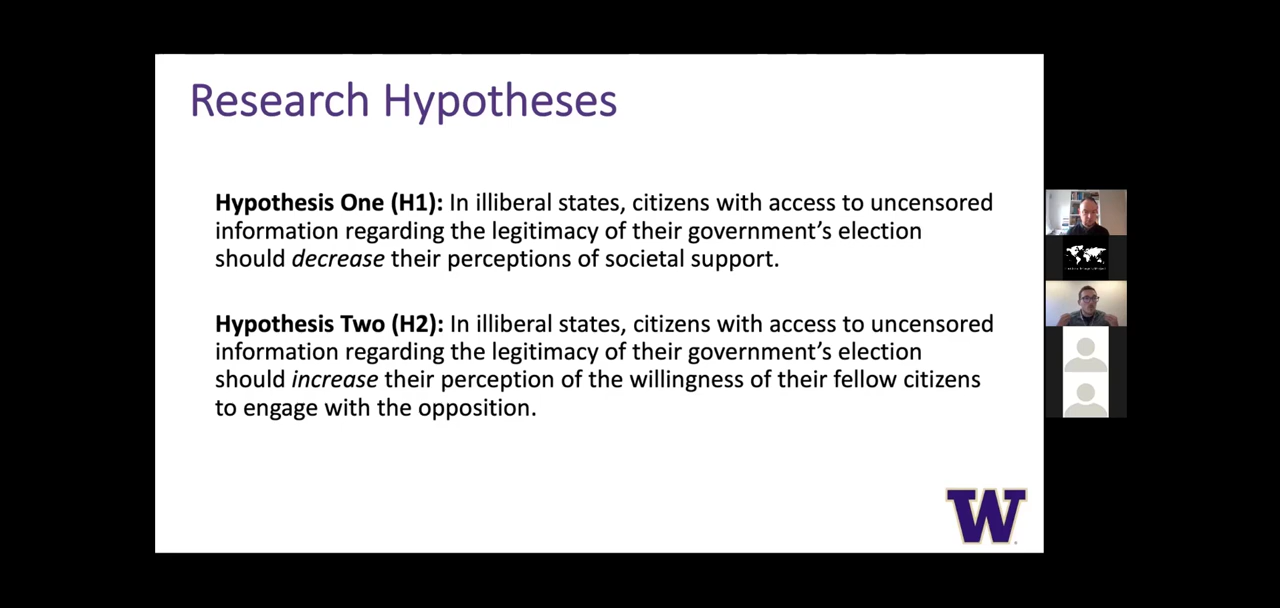 Research Hypotheses
Hypothesis One (H1): In illiberal states, citizens with access to uncensored
information regarding the legitimacy of their government’s election
should decrease their perceptions of societal support.
Hypothesis Two (H2): In illiberal states, citizens with access to uncensored
information regarding the legitimacy of their government’s election
should increase their perception of the willingness of their fellow citizens
to engage with the opposition.
W